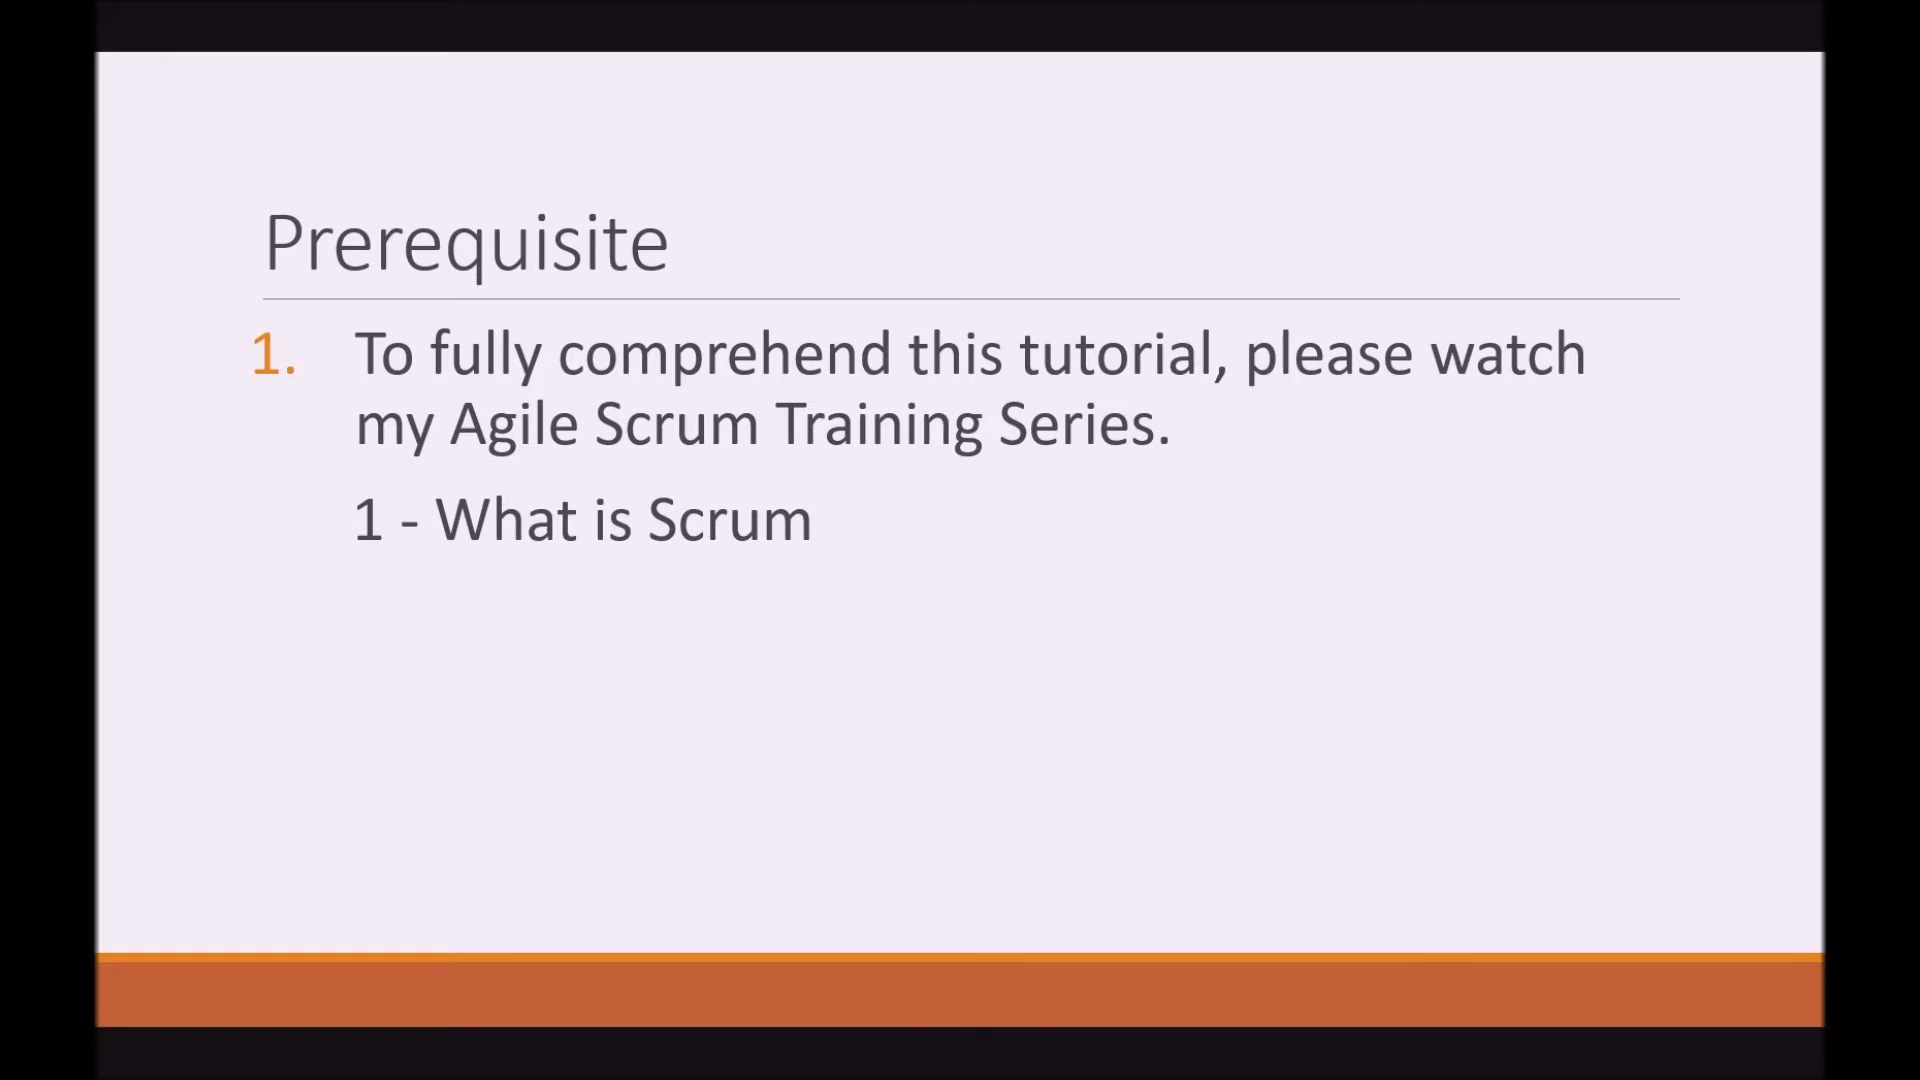 Prerequisite
1. To fully comprehend this tutorial, please watch
my Agile Scrum Training Series.
1 - What is Scrum